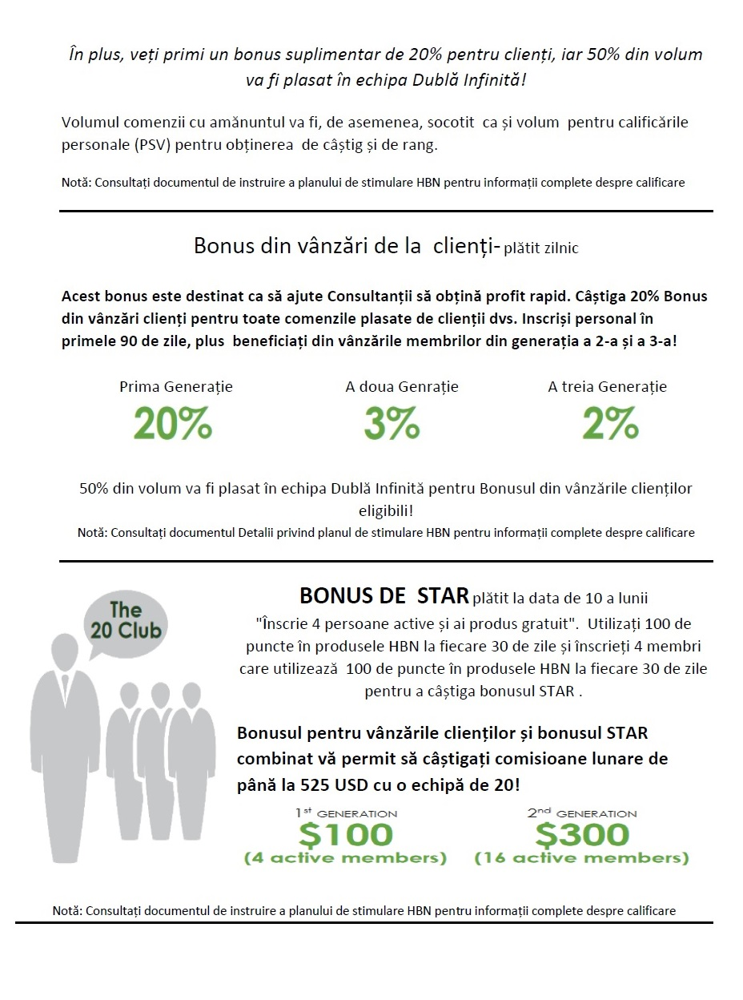 În plus, veți primi un bonus suplimentar de 20% pentru clienți, iar 50% din volum
va fi plasat în echipa Dublă Infinită!
Volumul comenzii cu amănuntul va fi, de asemenea, socotit  ca și volum  pentru calificările
personale (PSV) pentru obținerea  de câștig și de rang.
Notă: Consultați documentul de instruire a planului de stimulare HBN pentru informații complete despre calificare
Bonus din vânzări de la  clienți- plătit zilnic
Acest bonus este destinat ca să ajute Consultanții să obțină profit rapid. Câștiga 20% Bonus
din vânzări clienți pentru toate comenzile plasate de clienții dvs. Inscriși personal în
primele 90 de zile, plus  beneficiați din vânzările membrilor din generația a 2-a și a 3-a!
Prima Generație A doua Genrație A treia Generație
20% 3% 2%
50% din volum va fi plasat în echipa Dublă Infinită pentru Bonusul din vânzările clienților
eligibili!
Notă: Consultați documentul Detalii privind planul de stimulare HBN pentru informații complete despre calificare
The
20 Club
BONUS DE  STAR plătit la data de 10 a lunii
"Înscrie 4 persoane active și ai produs gratuit".  Utilizați 100 de
puncte în produsele HBN la fiecare 30 de zile și înscrieți 4 membri
care utilizează  100 de puncte în produsele HBN la fiecare 30 de zile
pentru a câștiga bonusul STAR .
Bonusul pentru vânzările clienților și bonusul STAR
combinat vă permit să câștigați comisioane lunare de
până la 525 USD cu o echipă de 20!
1st GENERATION 2nd GENERATION
$100 $300
(4 active members) (16 active members)
Notă: Consultați documentul de instruire a planului de stimulare HBN pentru informații complete despre calificare